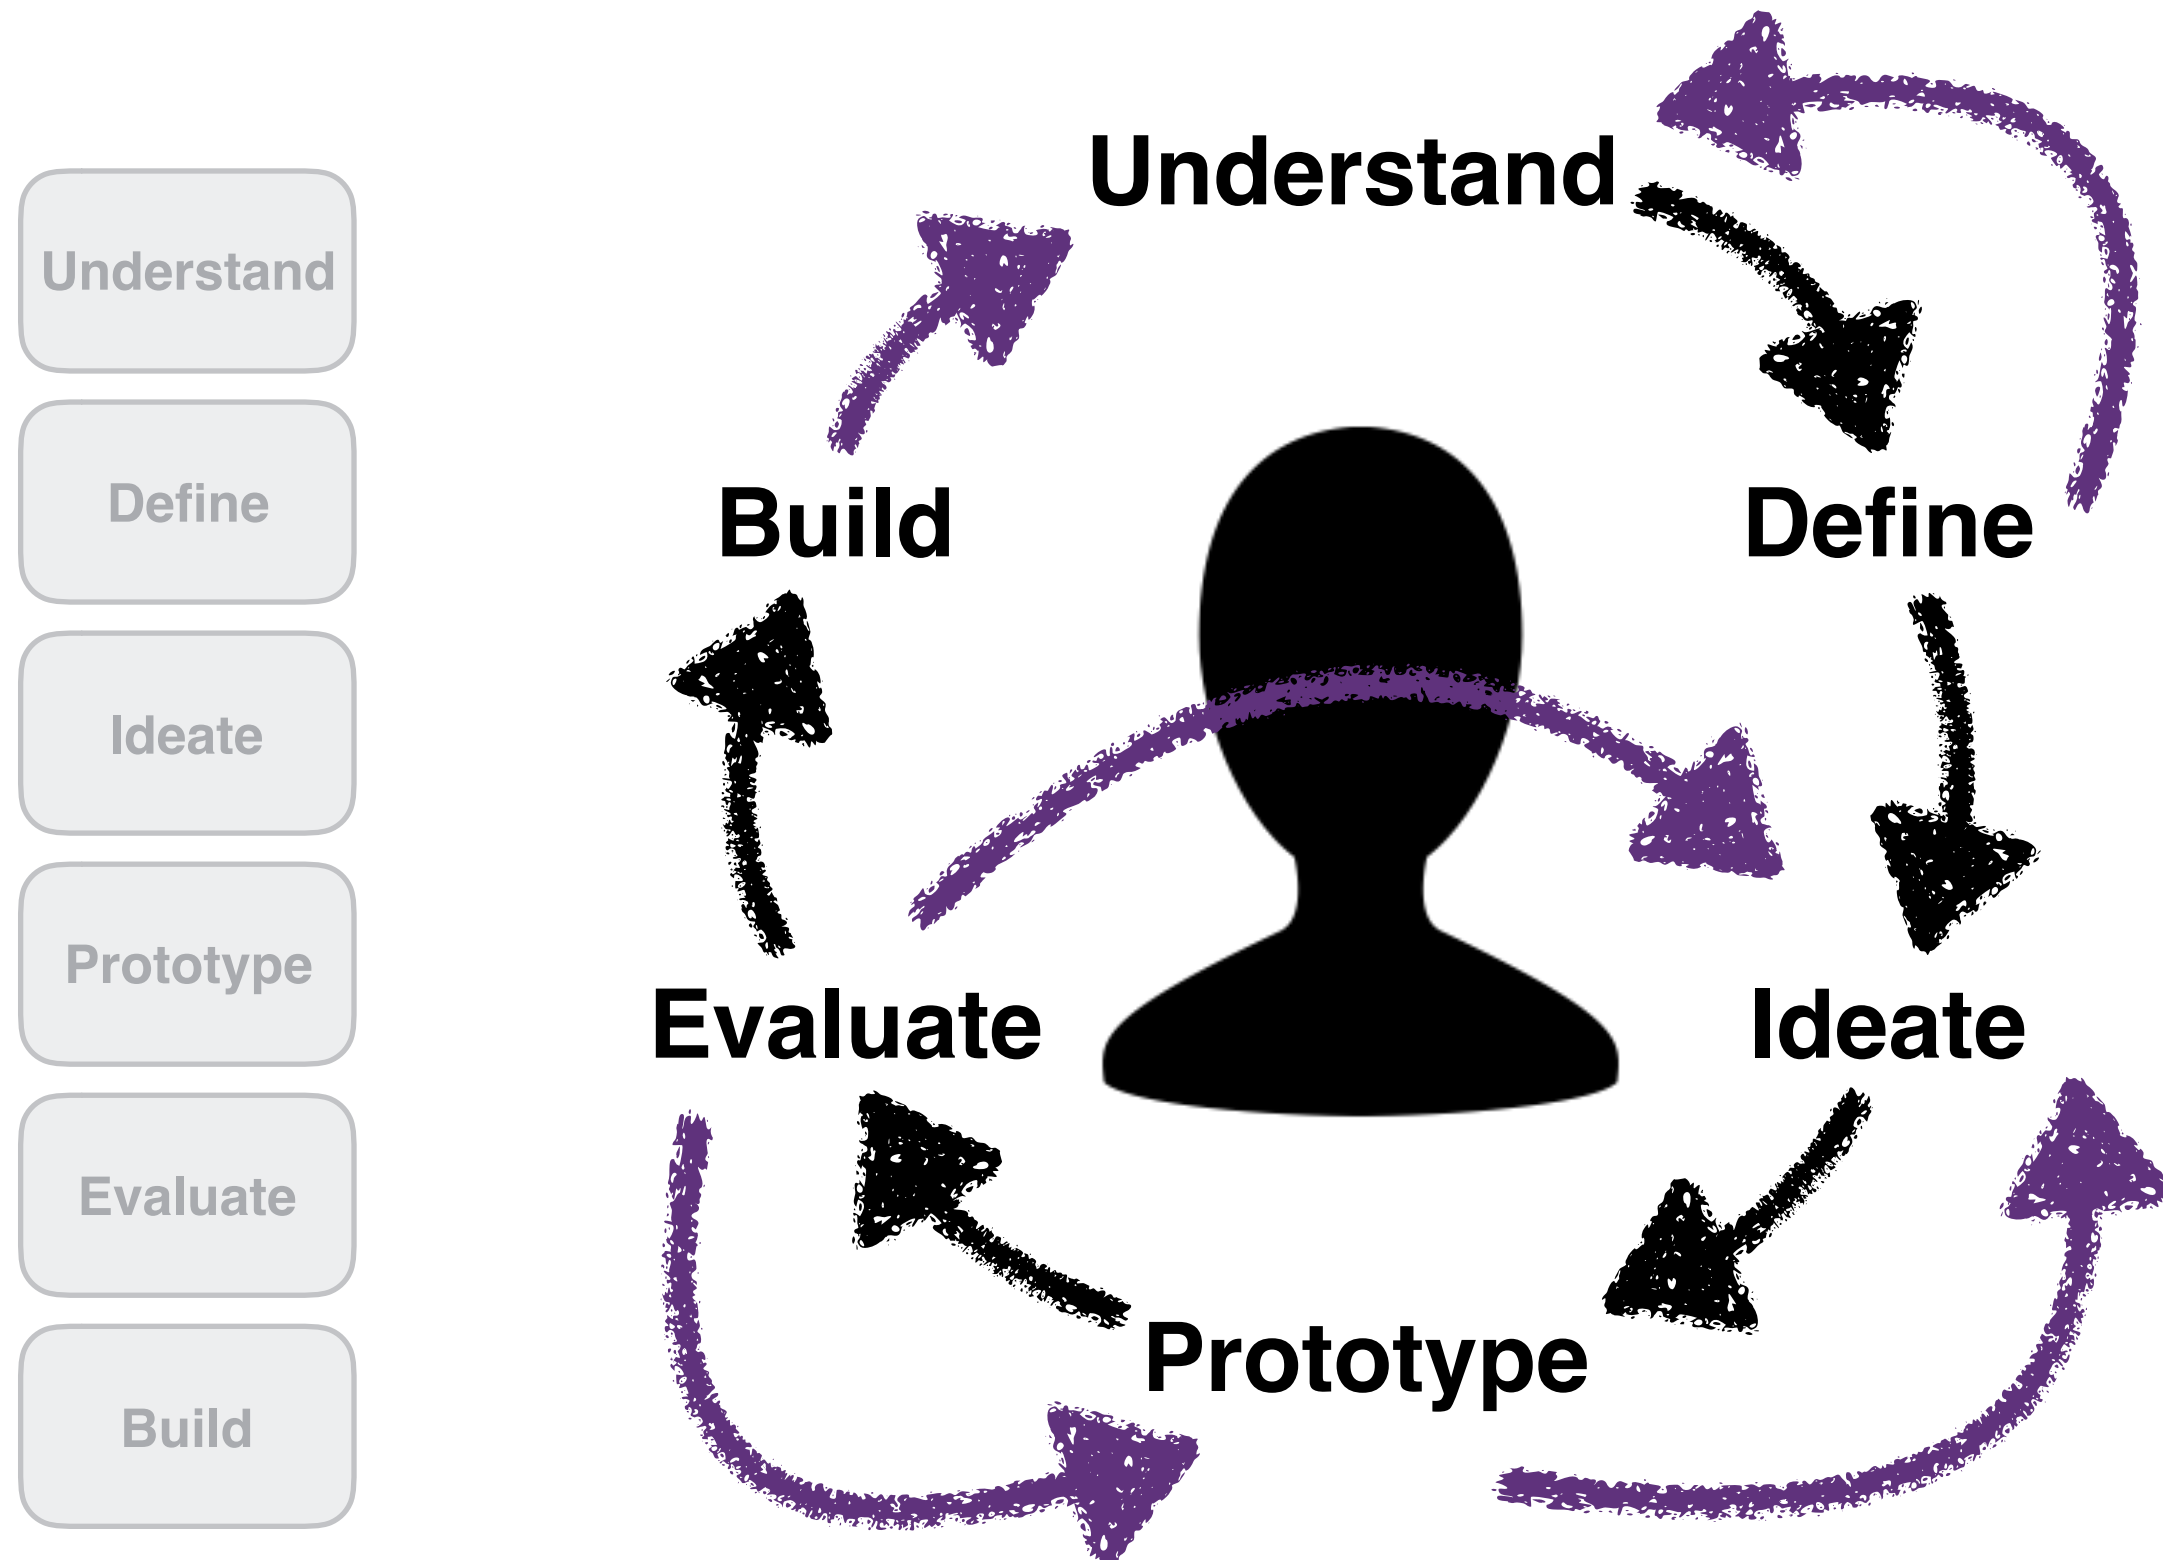 Understand
Define
Ideate
Prototype
Evaluate
Build
Understand
Build
Define
Evaluate
Ideate
Prototype